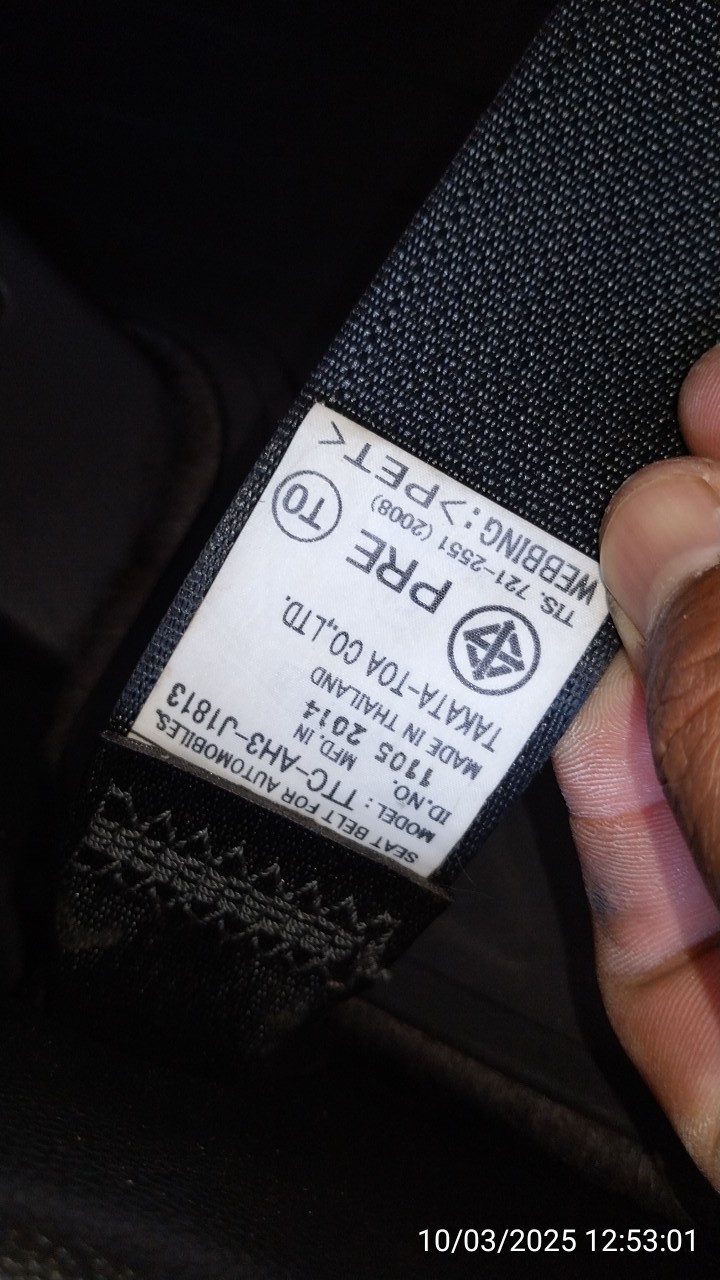 SEAT BELT FOR AUTOMOBILES.
MODEL : TTC-AH3-J1813
ID.NO. MFD.IN
1105 2014
MADE IN THAILAND
TAKATA-TOA CO.,LTD.
PRE TO
TIS. 721-2551 (2008)
WEBBING : >PET<
10/03/2025 12:53:01